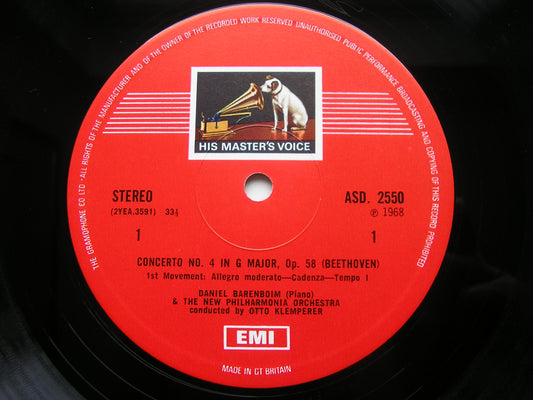 THE GRAMOPHONE CO LTD · ALL RIGHTS OF THE MANUFACTURER AND OF THE OWNER OF THE RECORDED WORK RESERVED UNAUTHORISED PUBLIC PERFORMANCE BROADCASTING AND COPYING OF THIS RECORD PROHIBITED
HIS MASTER'S VOICE
STEREO
(2YEA.3591) 33⅓
1
ASD. 2550
℗ 1968
1
CONCERTO NO. 4 IN G MAJOR, Op. 58 (BEETHOVEN)
1st Movement: Allegro moderato—Cadenza—Tempo 1
DANIEL BARENBOIM (Piano)
& THE NEW PHILHARMONIA ORCHESTRA
conducted by OTTO KLEMPERER
EMI
MADE IN GT BRITAIN